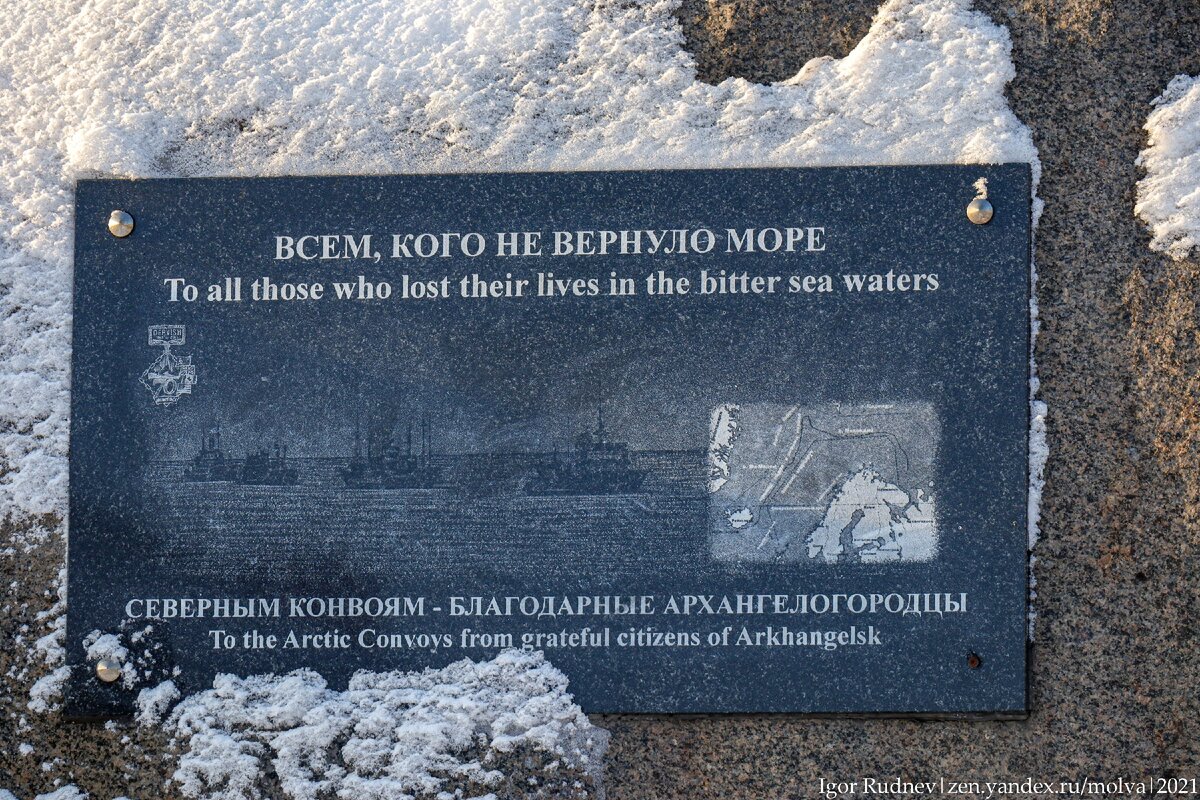 ВСЕМ, КОГО НЕ ВЕРНУЛО МОРЕ
To all those who lost their lives in the bitter sea waters
DERVISH
СЕВЕРНЫМ КОНВОЯМ - БЛАГОДАРНЫЕ АРХАНГЕЛОГОРОДЦЫ
To the Arctic Convoys from grateful citizens of Arkhangelsk
Igor Rudnev|zen.yandex.ru/molva|2021